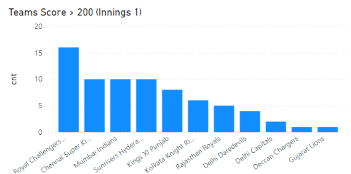 Teams Score > 200 (Innings 1)
20
15
10
5
0
cnt
Royal Challengers...
Chennai Super Ki...
Mumbai Indians
Sunrisers Hydera...
Kings XI Punjab
Kolkata Knight Ri...
Rajasthan Royals
Delhi Daredevils
Delhi Capitals
Deccan Chargers
Gujarat Lions